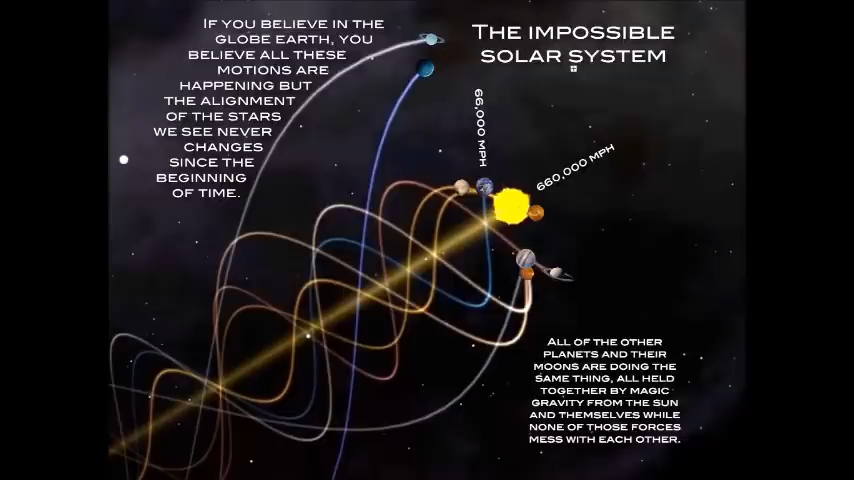 If you believe in the
globe earth, you
believe all these
motions are
happening but
the alignment
of the stars
we see never
changes
since the
beginning
of time.
The impossible
solar system
66,000 mph
660,000 mph
All of the other
planets and their
moons are doing the
same thing, all held
together by magic
gravity from the sun
and themselves while
none of those forces
mess with each other.